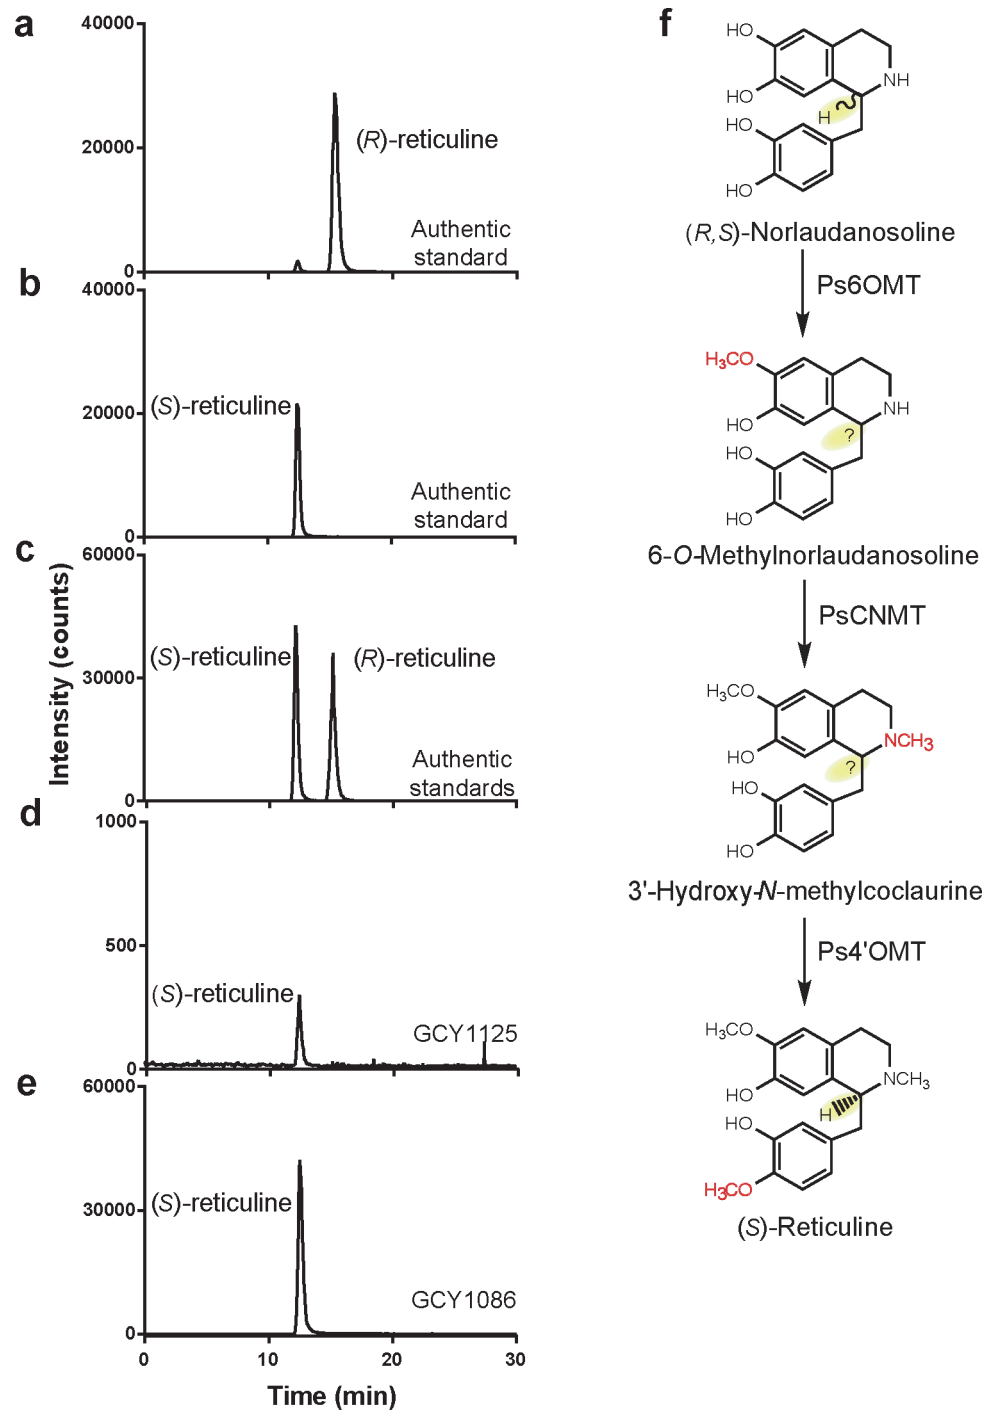 a
40000
20000
0
(R)-reticuline
Authentic
standard
b
40000
20000
0
(S)-reticuline
Authentic
standard
c
60000
30000
0
(S)-reticuline
(R)-reticuline
Authentic
standards
Intensity (counts)
d
1000
500
0
(S)-reticuline
GCY1125
e
60000
30000
0
(S)-reticuline
GCY1086
0
10
20
30
Time (min)
f
HO
NH
HO
H
HO
HO
(R,S)-Norlaudanosoline
Ps6OMT
H3CO
NH
HO
?
HO
HO
6-O-Methylnorlaudanosoline
PsCNMT
H3CO
NCH3
HO
?
HO
HO
3'-Hydroxy-N-methylcoclaurine
Ps4'OMT
H3CO
NCH3
HO
H
HO
H3CO
(S)-Reticuline